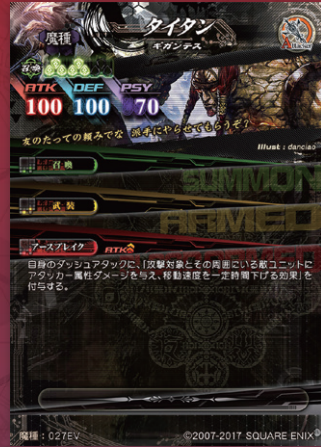 魔種
タイタン
ギガンテス
召喚
ATK DEF PSY
100 100 70
友のたっての頼みでな 派手にやらせてもらうぞ?
Illust : danciao
召喚
SUMMON
武装
ARMED
アースブレイク ATK
自身のダッシュアタックに、「攻撃対象とその周囲にいる敵ユニットに
アタッカー属性ダメージを与え、移動速度を一定時間下げる効果」を
付与する。
魔種:027EV
©2007-2017 SQUARE ENIX